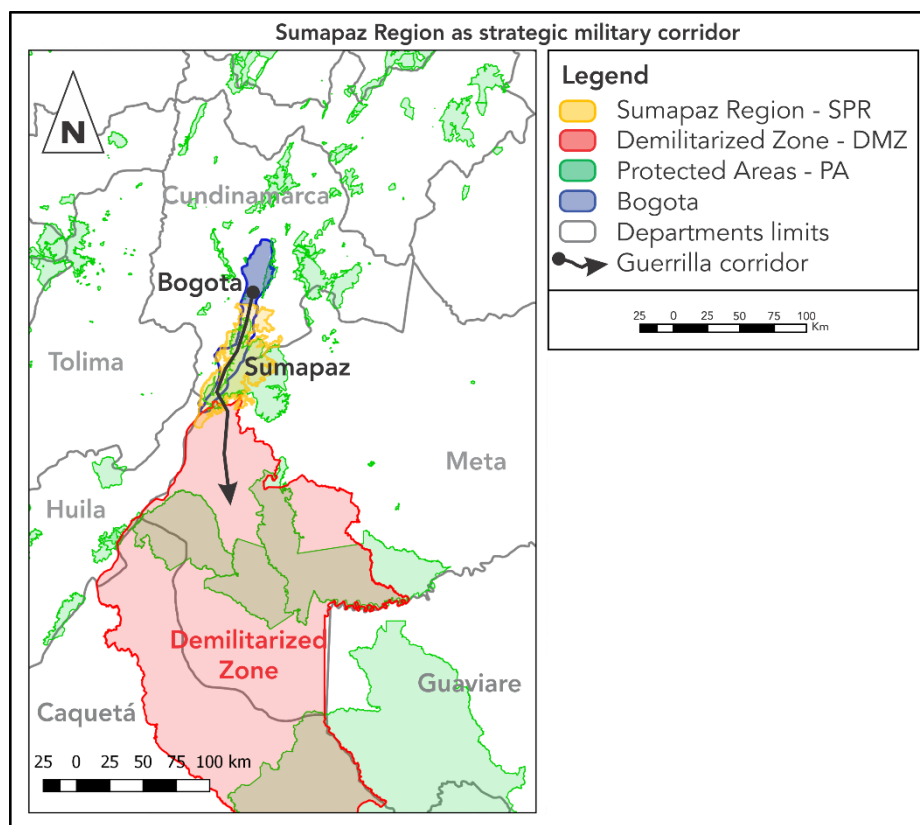 Sumapaz Region as strategic military corridor
N
Cundinamarca
Bogota
Tolima
Sumapaz
Meta
Huila
Demilitarized
Zone
Guaviare
Caquetá
25 0 25 50 75 100 km
Legend
Sumapaz Region - SPR
Demilitarized Zone - DMZ
Protected Areas - PA
Bogota
Departments limits
Guerrilla corridor
25 0 25 50 75 100
Km